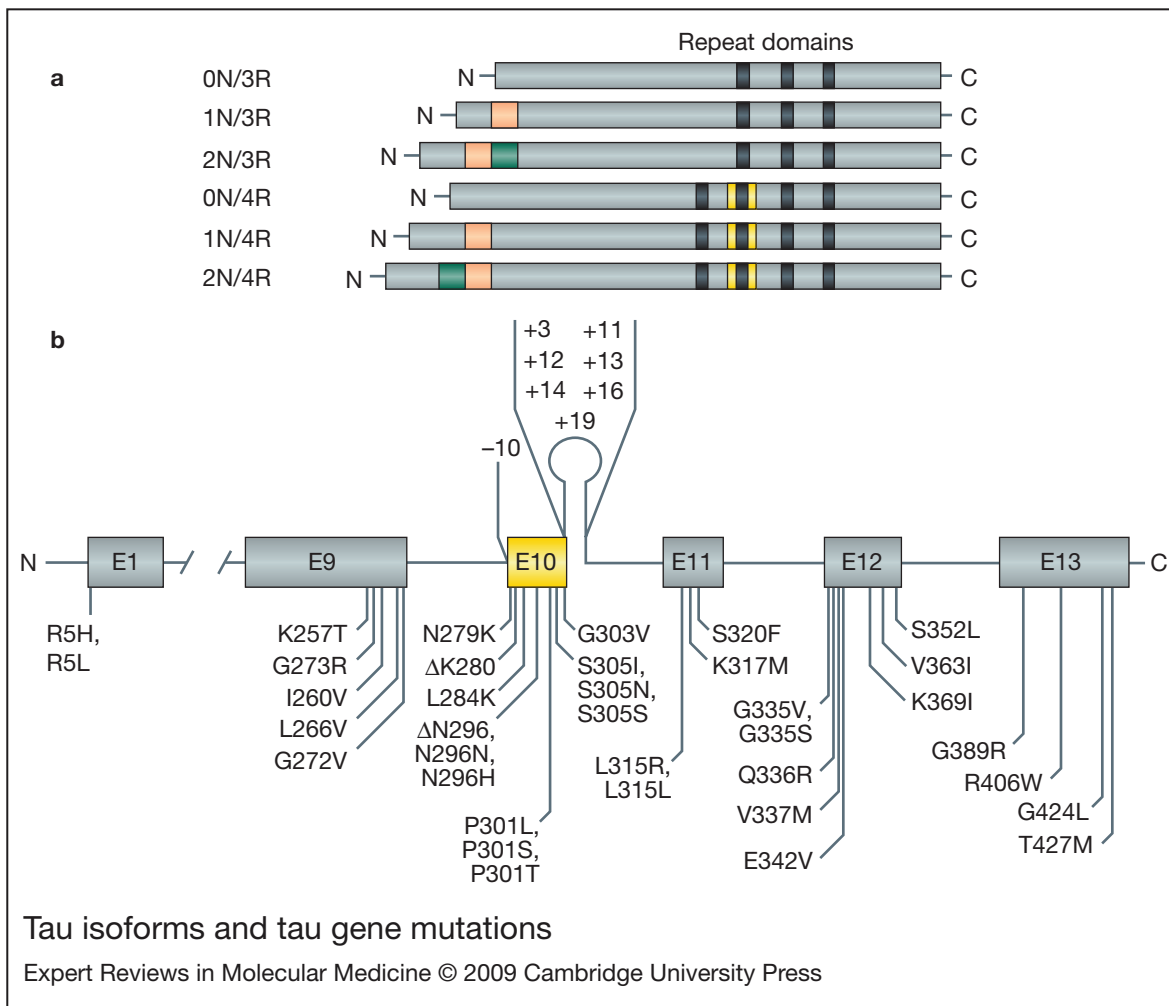 Repeat domains
a
0N/3R
N
C
1N/3R
N
C
2N/3R
N
C
0N/4R
N
C
1N/4R
N
C
2N/4R
N
C
b
+3 +11
+12 +13
+14 +16
+19
–10
N
E1
E9
E10
E11
E12
E13
C
R5H,
R5L
K257T
G273R
I260V
L266V
G272V
N279K
ΔK280
L284K
ΔN296,
N296N,
N296H
P301L,
P301S,
P301T
G303V
S305I,
S305N,
S305S
L315R,
L315L
S320F
K317M
G335V,
G335S
Q336R
V337M
E342V
S352L
V363I
K369I
G389R
R406W
G424L
T427M
Tau isoforms and tau gene mutations
Expert Reviews in Molecular Medicine © 2009 Cambridge University Press